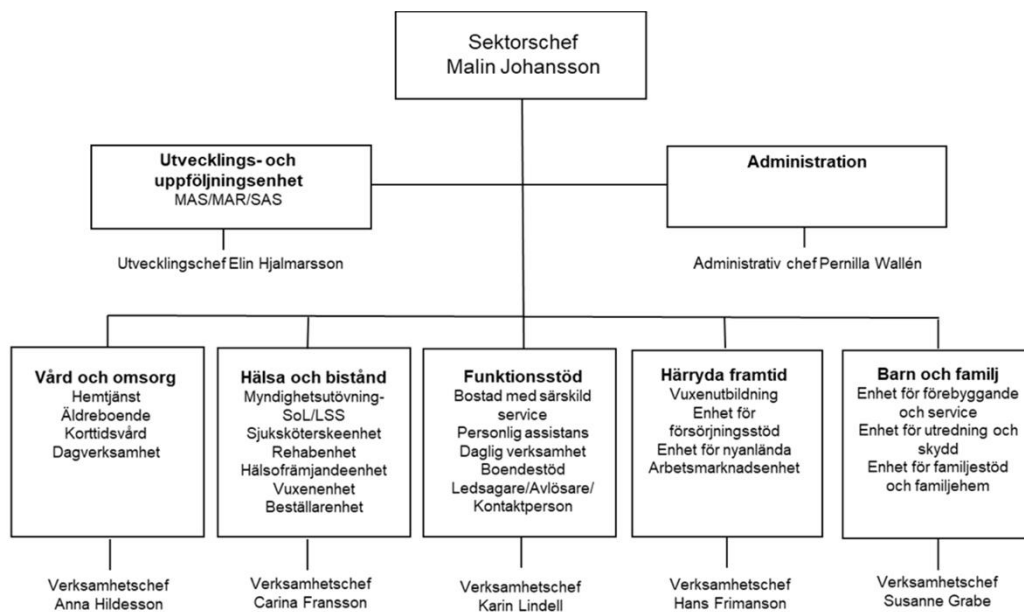 Sektorschef
Malin Johansson
Utvecklings- och
uppföljningsenhet
MAS/MAR/SAS
Utvecklingschef Elin Hjalmarsson
Administration
Administrativ chef Pernilla Wallén
Vård och omsorg
Hemtjänst
Äldreboende
Korttidsvård
Dagverksamhet
Verksamhetschef
Anna Hildesson
Hälsa och bistånd
Myndighetsutövning-
SoL/LSS
Sjuksköterskeenhet
Rehabenhet
Hälsofrämjandeenhet
Vuxenenhet
Beställarenhet
Verksamhetschef
Carina Fransson
Funktionsstöd
Bostad med särskild
service
Personlig assistans
Daglig verksamhet
Boendestöd
Ledsagare/Avlösare/
Kontaktperson
Verksamhetschef
Karin Lindell
Härryda framtid
Vuxenutbildning
Enhet för
försörjningsstöd
Enhet för nyanlända
Arbetsmarknadsenhet
Verksamhetschef
Hans Frimanson
Barn och familj
Enhet för förebyggande
och service
Enhet för utredning och
skydd
Enhet för familjestöd
och familjehem
Verksamhetschef
Susanne Grabe